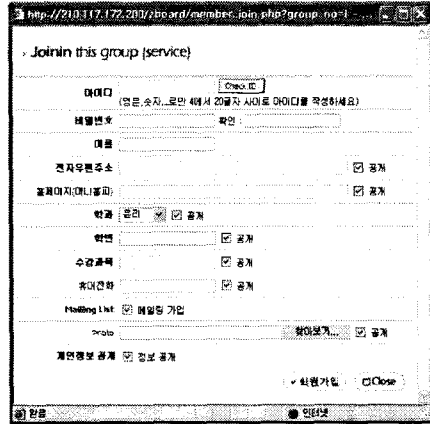 http://210.117.172.200/zboard/member_join.php?group_no=1 - ...
Joinin this group (service)
아이디 Check ID
(영문,숫자,_로만 4에서 20글자 사이로 아이디를 작성하세요)
비밀번호 확인 :
이름
전자우편주소 공개
홈페이지(미니홈피) 공개
학과 물리 공개
학번 공개
수강과목 공개
휴대전화 공개
Mailing List 메일링 가입
Photo 찾아보기... 공개
개인정보 공개 정보 공개
회원가입 Close
완료 인터넷